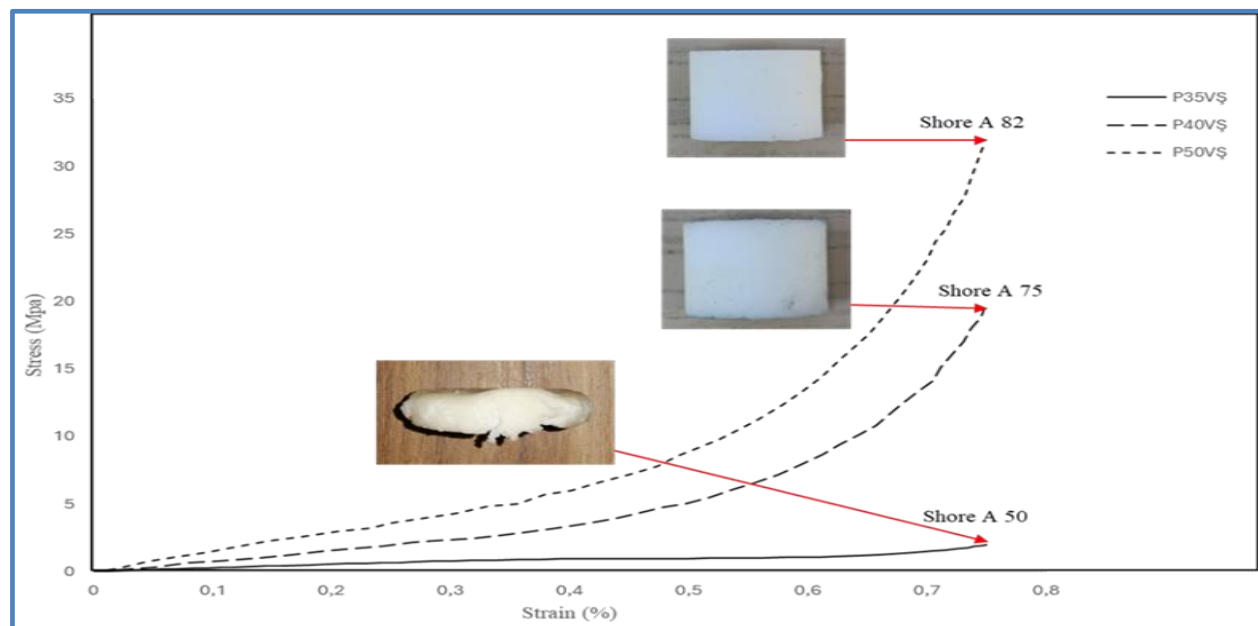 35
30
25
20
15
10
5
0
Stress (Mpa)
0 0,1 0,2 0,3 0,4 0,5 0,6 0,7 0,8
Strain (%)
Shore A 82
Shore A 75
Shore A 50
P35VŞ
P40VŞ
P50VŞ